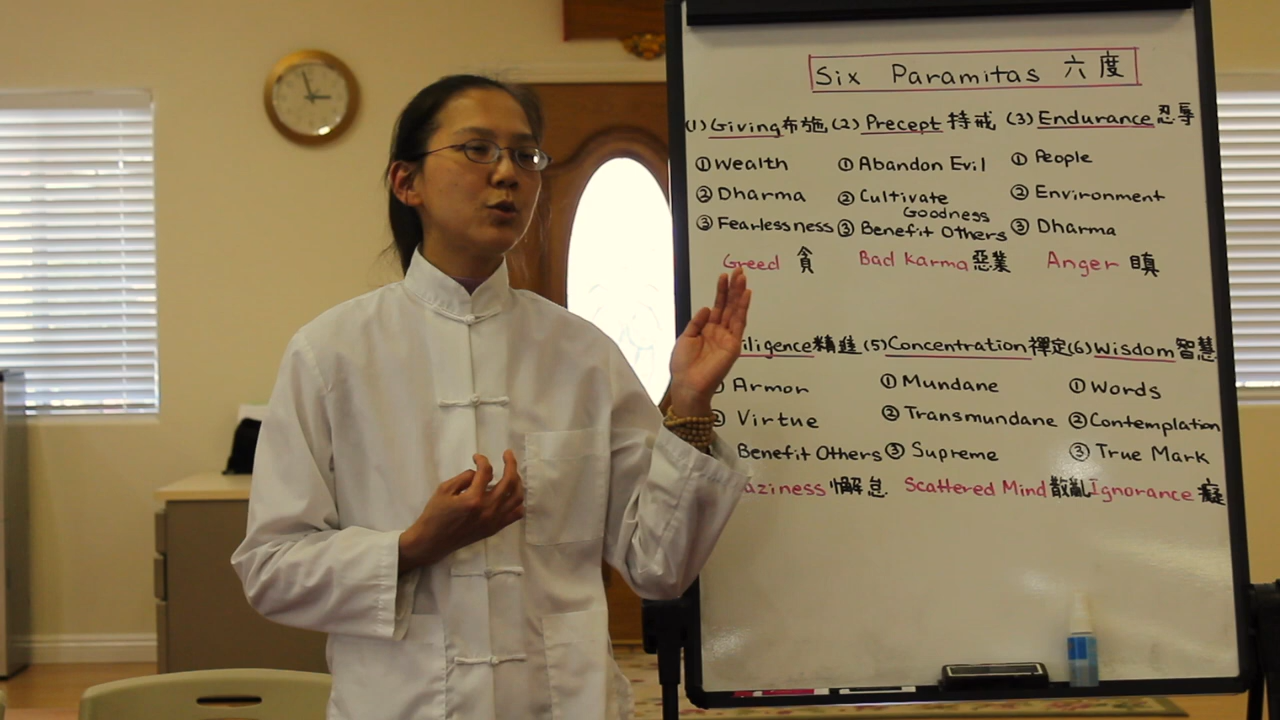 Six Paramitas 六度
(1) Giving 布施 (2) Precept 持戒 (3) Endurance 忍辱
① Wealth ① Abandon Evil ① People
② Dharma ② Cultivate Goodness ② Environment
③ Fearlessness ③ Benefit Others ③ Dharma
Greed 貪 Bad Karma 惡業 Anger 瞋
iligence 精進 (5) Concentration 禪定 (6) Wisdom 智慧
Armor ① Mundane ① Words
② Virtue ② Transmundane ② Contemplation
Benefit Others ③ Supreme ③ True Mark
aziness 懈怠 Scattered Mind 散亂 Ignorance 癡